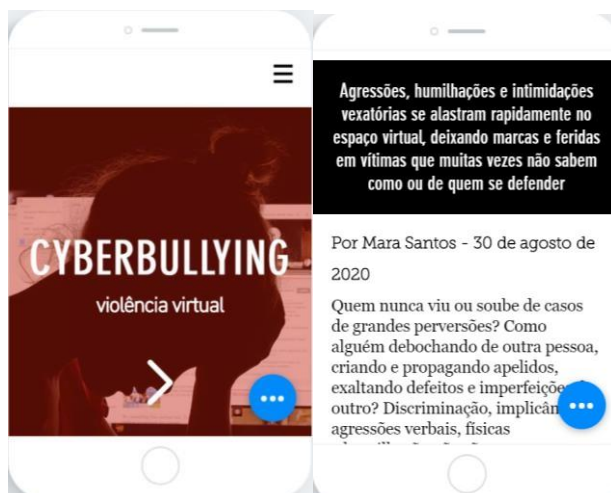 CYBERBULLYING
violência virtual
Agressões, humilhações e intimidações
vexatórias se alastram rapidamente no
espaço virtual, deixando marcas e feridas
em vítimas que muitas vezes não sabem
como ou de quem se defender
Por Mara Santos - 30 de agosto de
2020
Quem nunca viu ou soube de casos
de grandes perversões? Como
alguém debochando de outra pessoa,
criando e propagando apelidos,
exaltando defeitos e imperfeições
outro? Discriminação,
agressões verbais, físicas